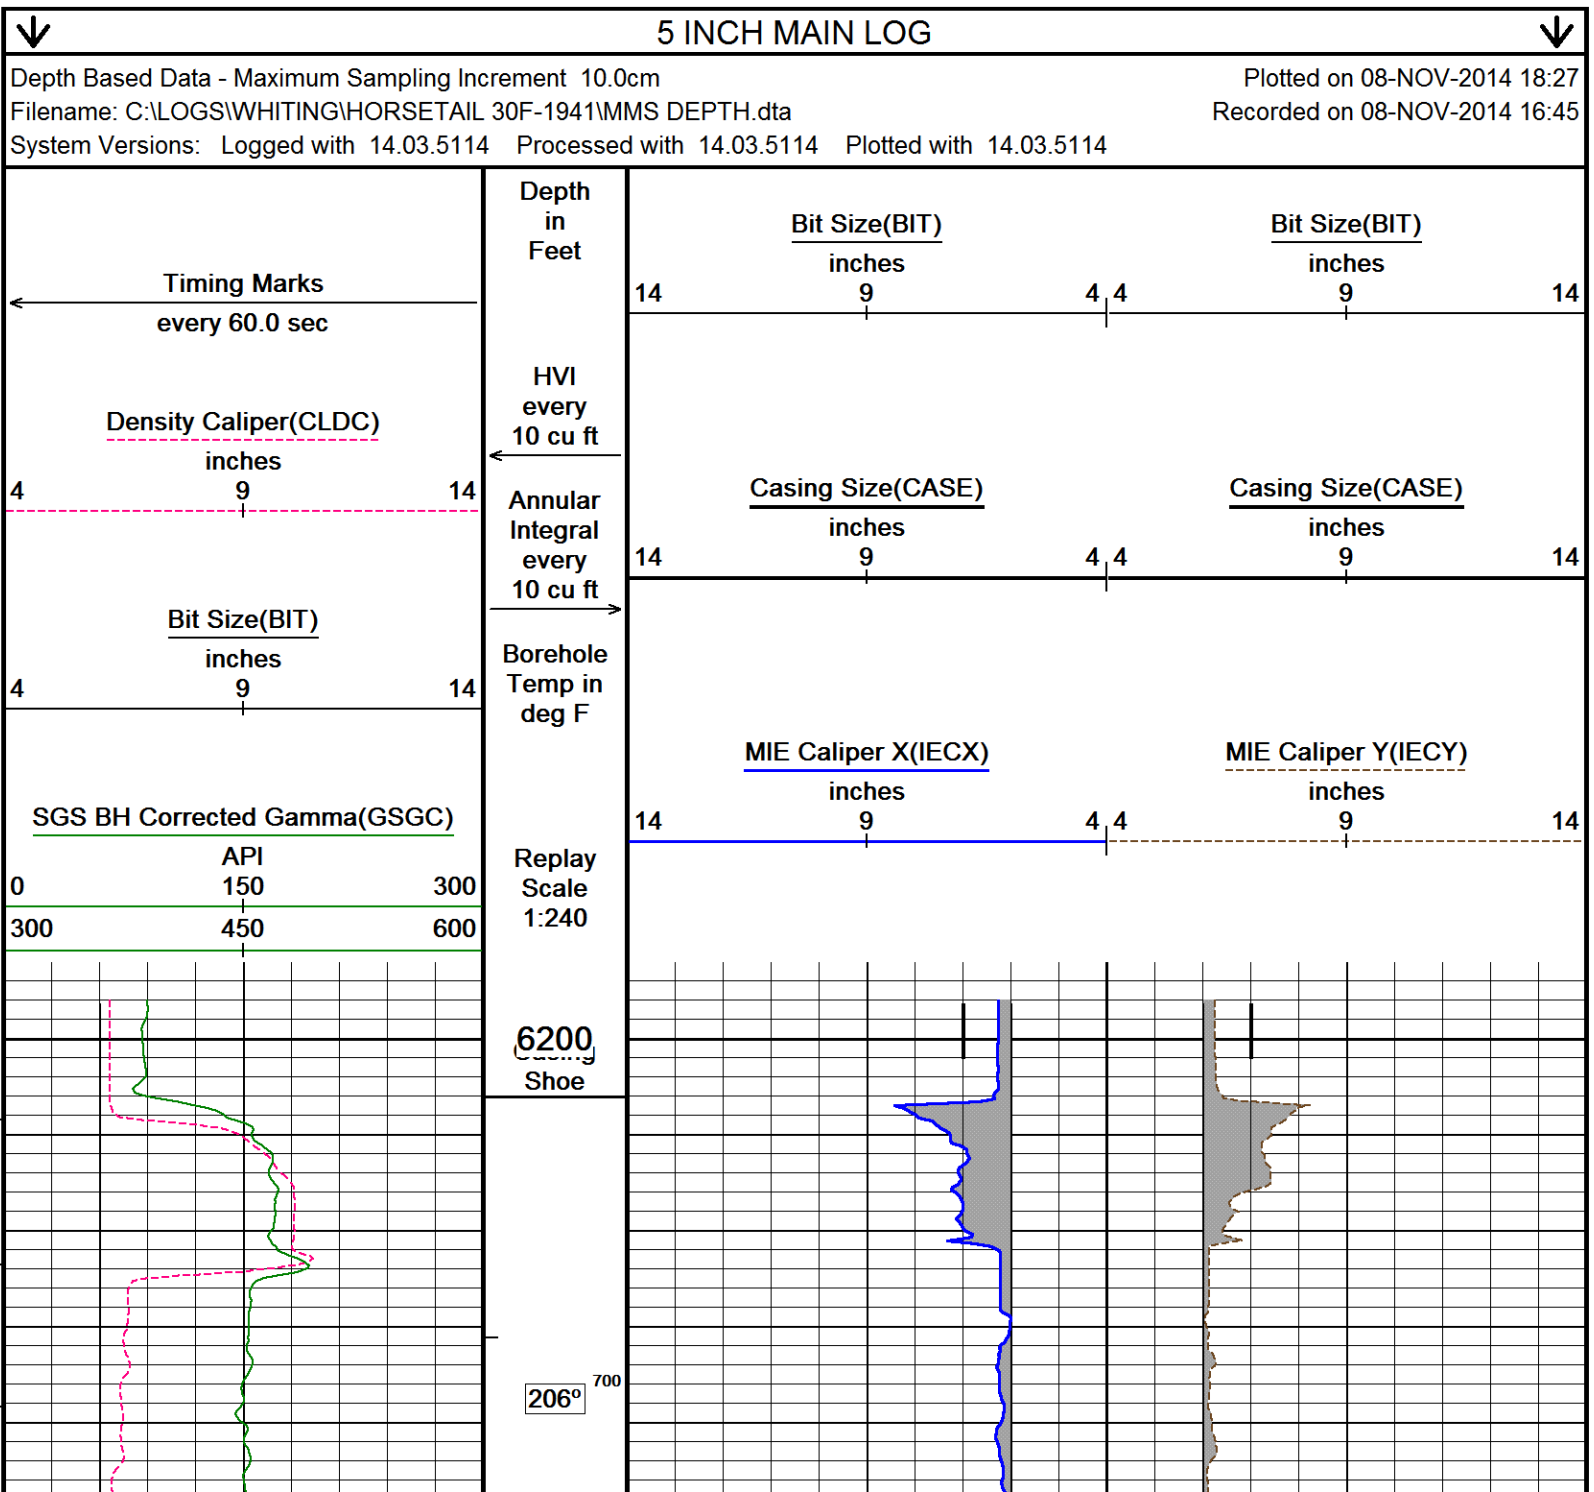 5 INCH MAIN LOG
Depth Based Data - Maximum Sampling Increment 10.0cm
Plotted on 08-NOV-2014 18:27
Filename: C:\LOGS\WHITING\HORSETAIL 30F-1941\MMS DEPTH.dta
Recorded on 08-NOV-2014 16:45
System Versions: Logged with 14.03.5114 Processed with 14.03.5114 Plotted with 14.03.5114
Timing Marks
every 60.0 sec
Density Caliper(CLDC)
inches
4 9 14
Bit Size(BIT)
inches
4 9 14
SGS BH Corrected Gamma(GSGC)
API
0 150 300
300 450 600
Depth
in
Feet
HVI
every
10 cu ft
Annular
Integral
every
10 cu ft
Borehole
Temp in
deg F
Replay
Scale
1:240
Bit Size(BIT)
inches
14 9 4
Bit Size(BIT)
inches
4 9 14
Casing Size(CASE)
inches
14 9 4
Casing Size(CASE)
inches
4 9 14
MIE Caliper X(IECX)
inches
14 9 4
MIE Caliper Y(IECY)
inches
4 9 14
6200
Casing
Shoe
700
206º